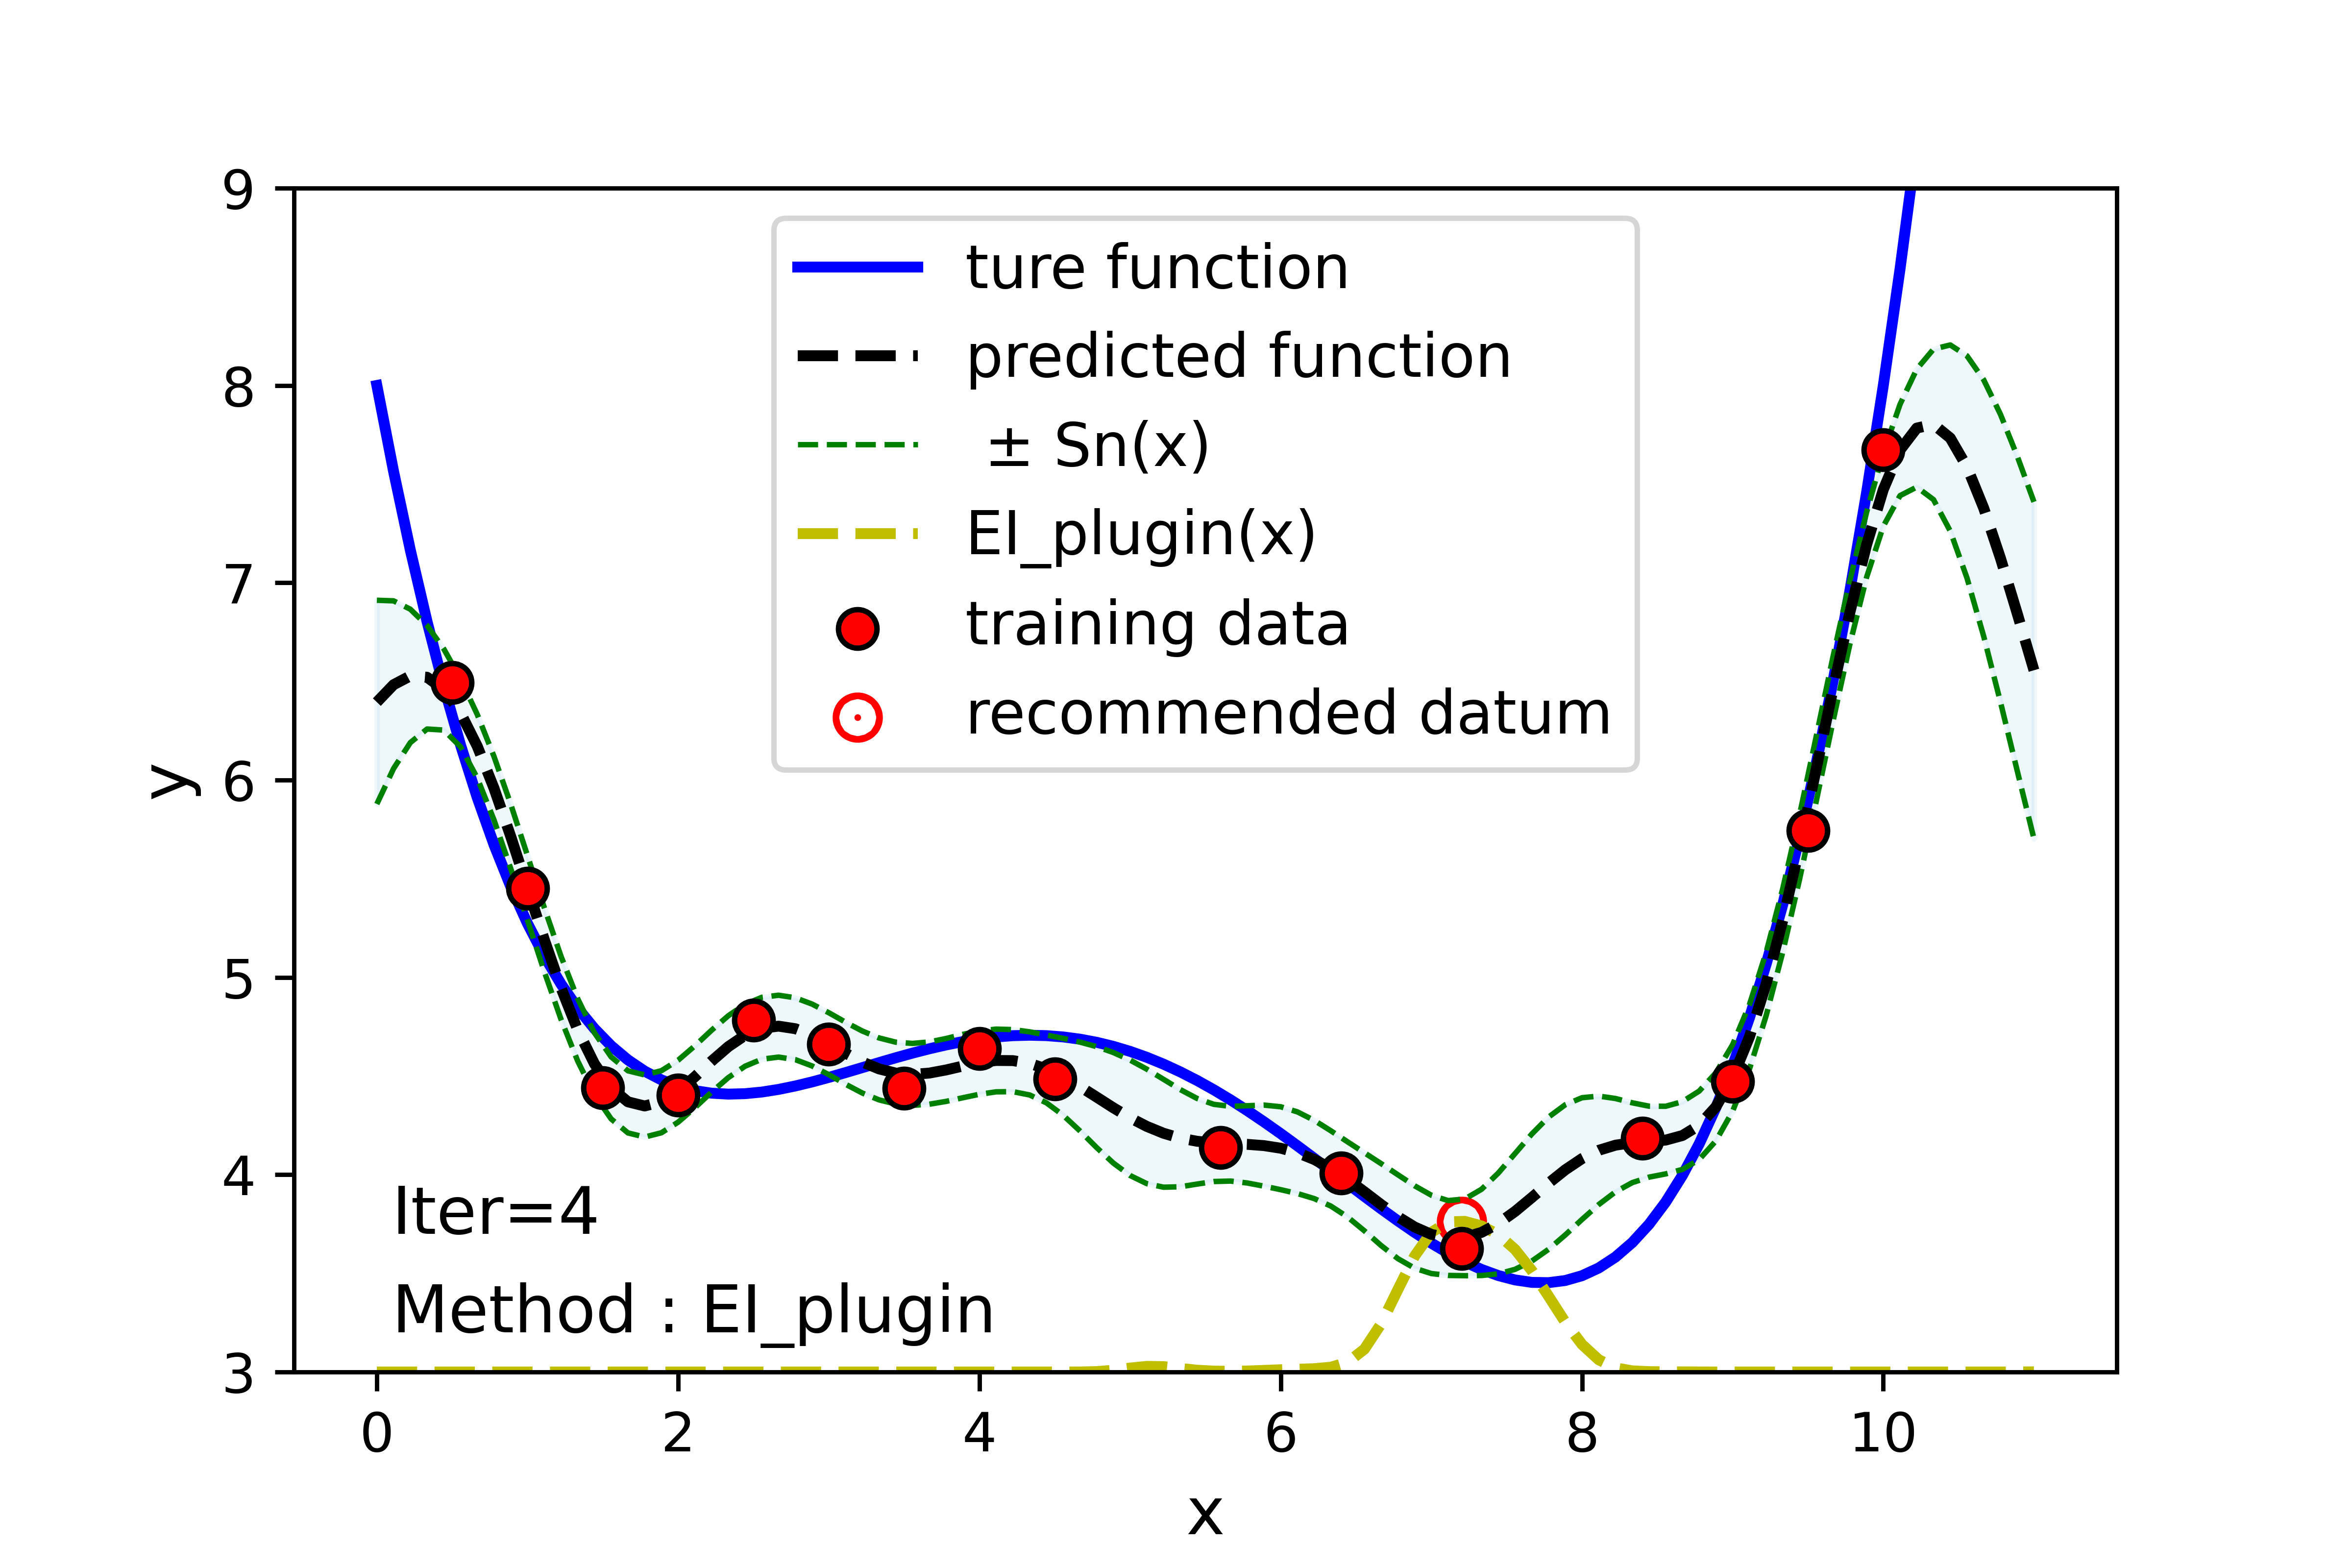 9
8
7
6
5
4
3
y
ture function
predicted function
± Sn(x)
EI_plugin(x)
training data
recommended datum
Iter=4
Method : EI_plugin
0 2 4 6 8 10
x